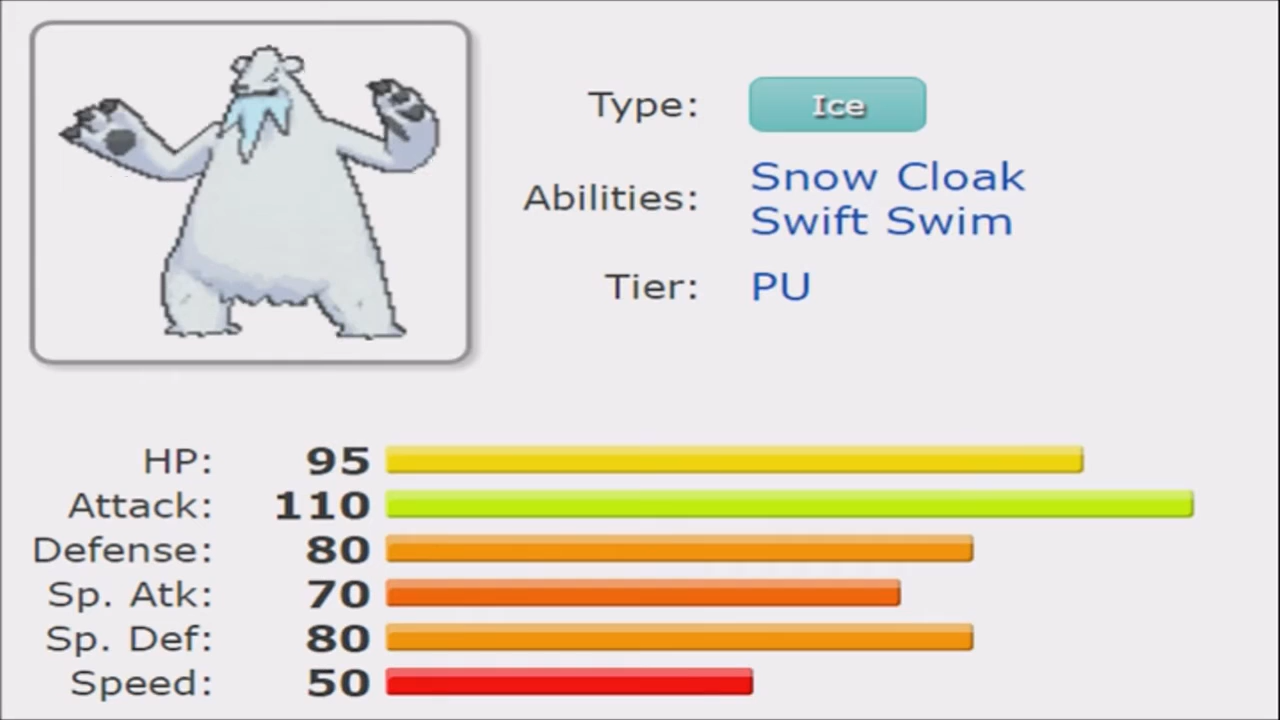 Type: Ice
Abilities: Snow Cloak
Swift Swim
Tier: PU
HP: 95
Attack: 110
Defense: 80
Sp. Atk: 70
Sp. Def: 80
Speed: 50